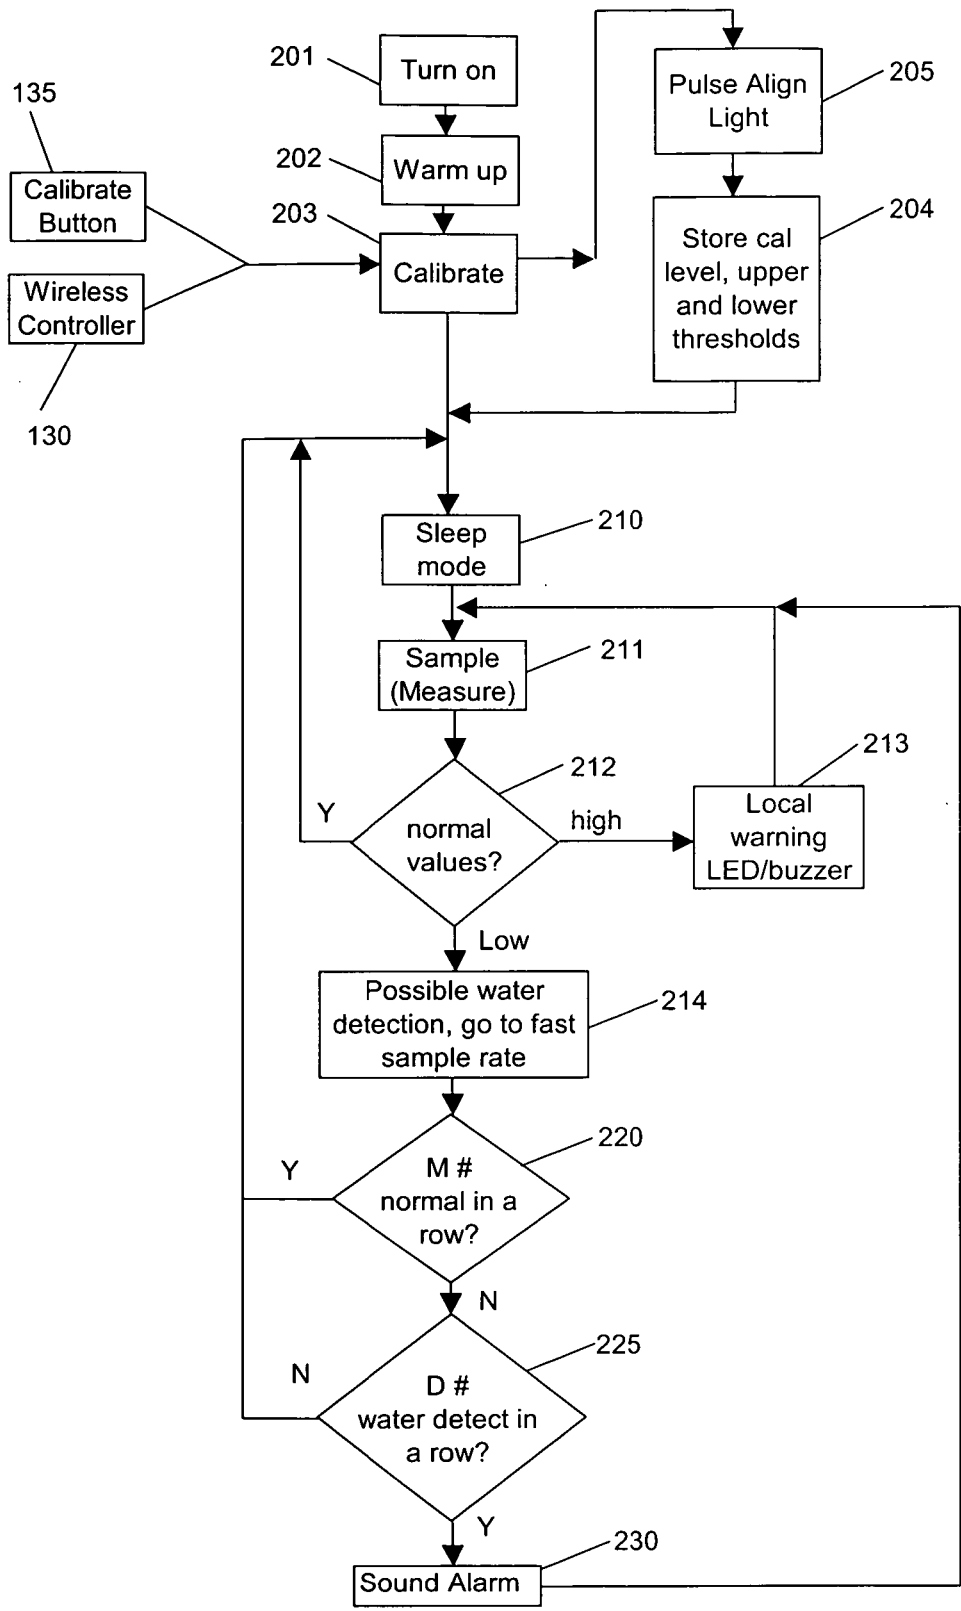 201
Turn on
205
Pulse Align
Light
135
202
Warm up
Calibrate
Button
203
Calibrate
204
Store cal
level, upper
and lower
thresholds
Wireless
Controller
130
210
Sleep
mode
211
Sample
(Measure)
212
213
Y
normal
values?
high
Local
warning
LED/buzzer
Low
214
Possible water
detection, go to fast
sample rate
220
Y
M #
normal in a
row?
N
225
N
D #
water detect in
a row?
Y
230
Sound Alarm